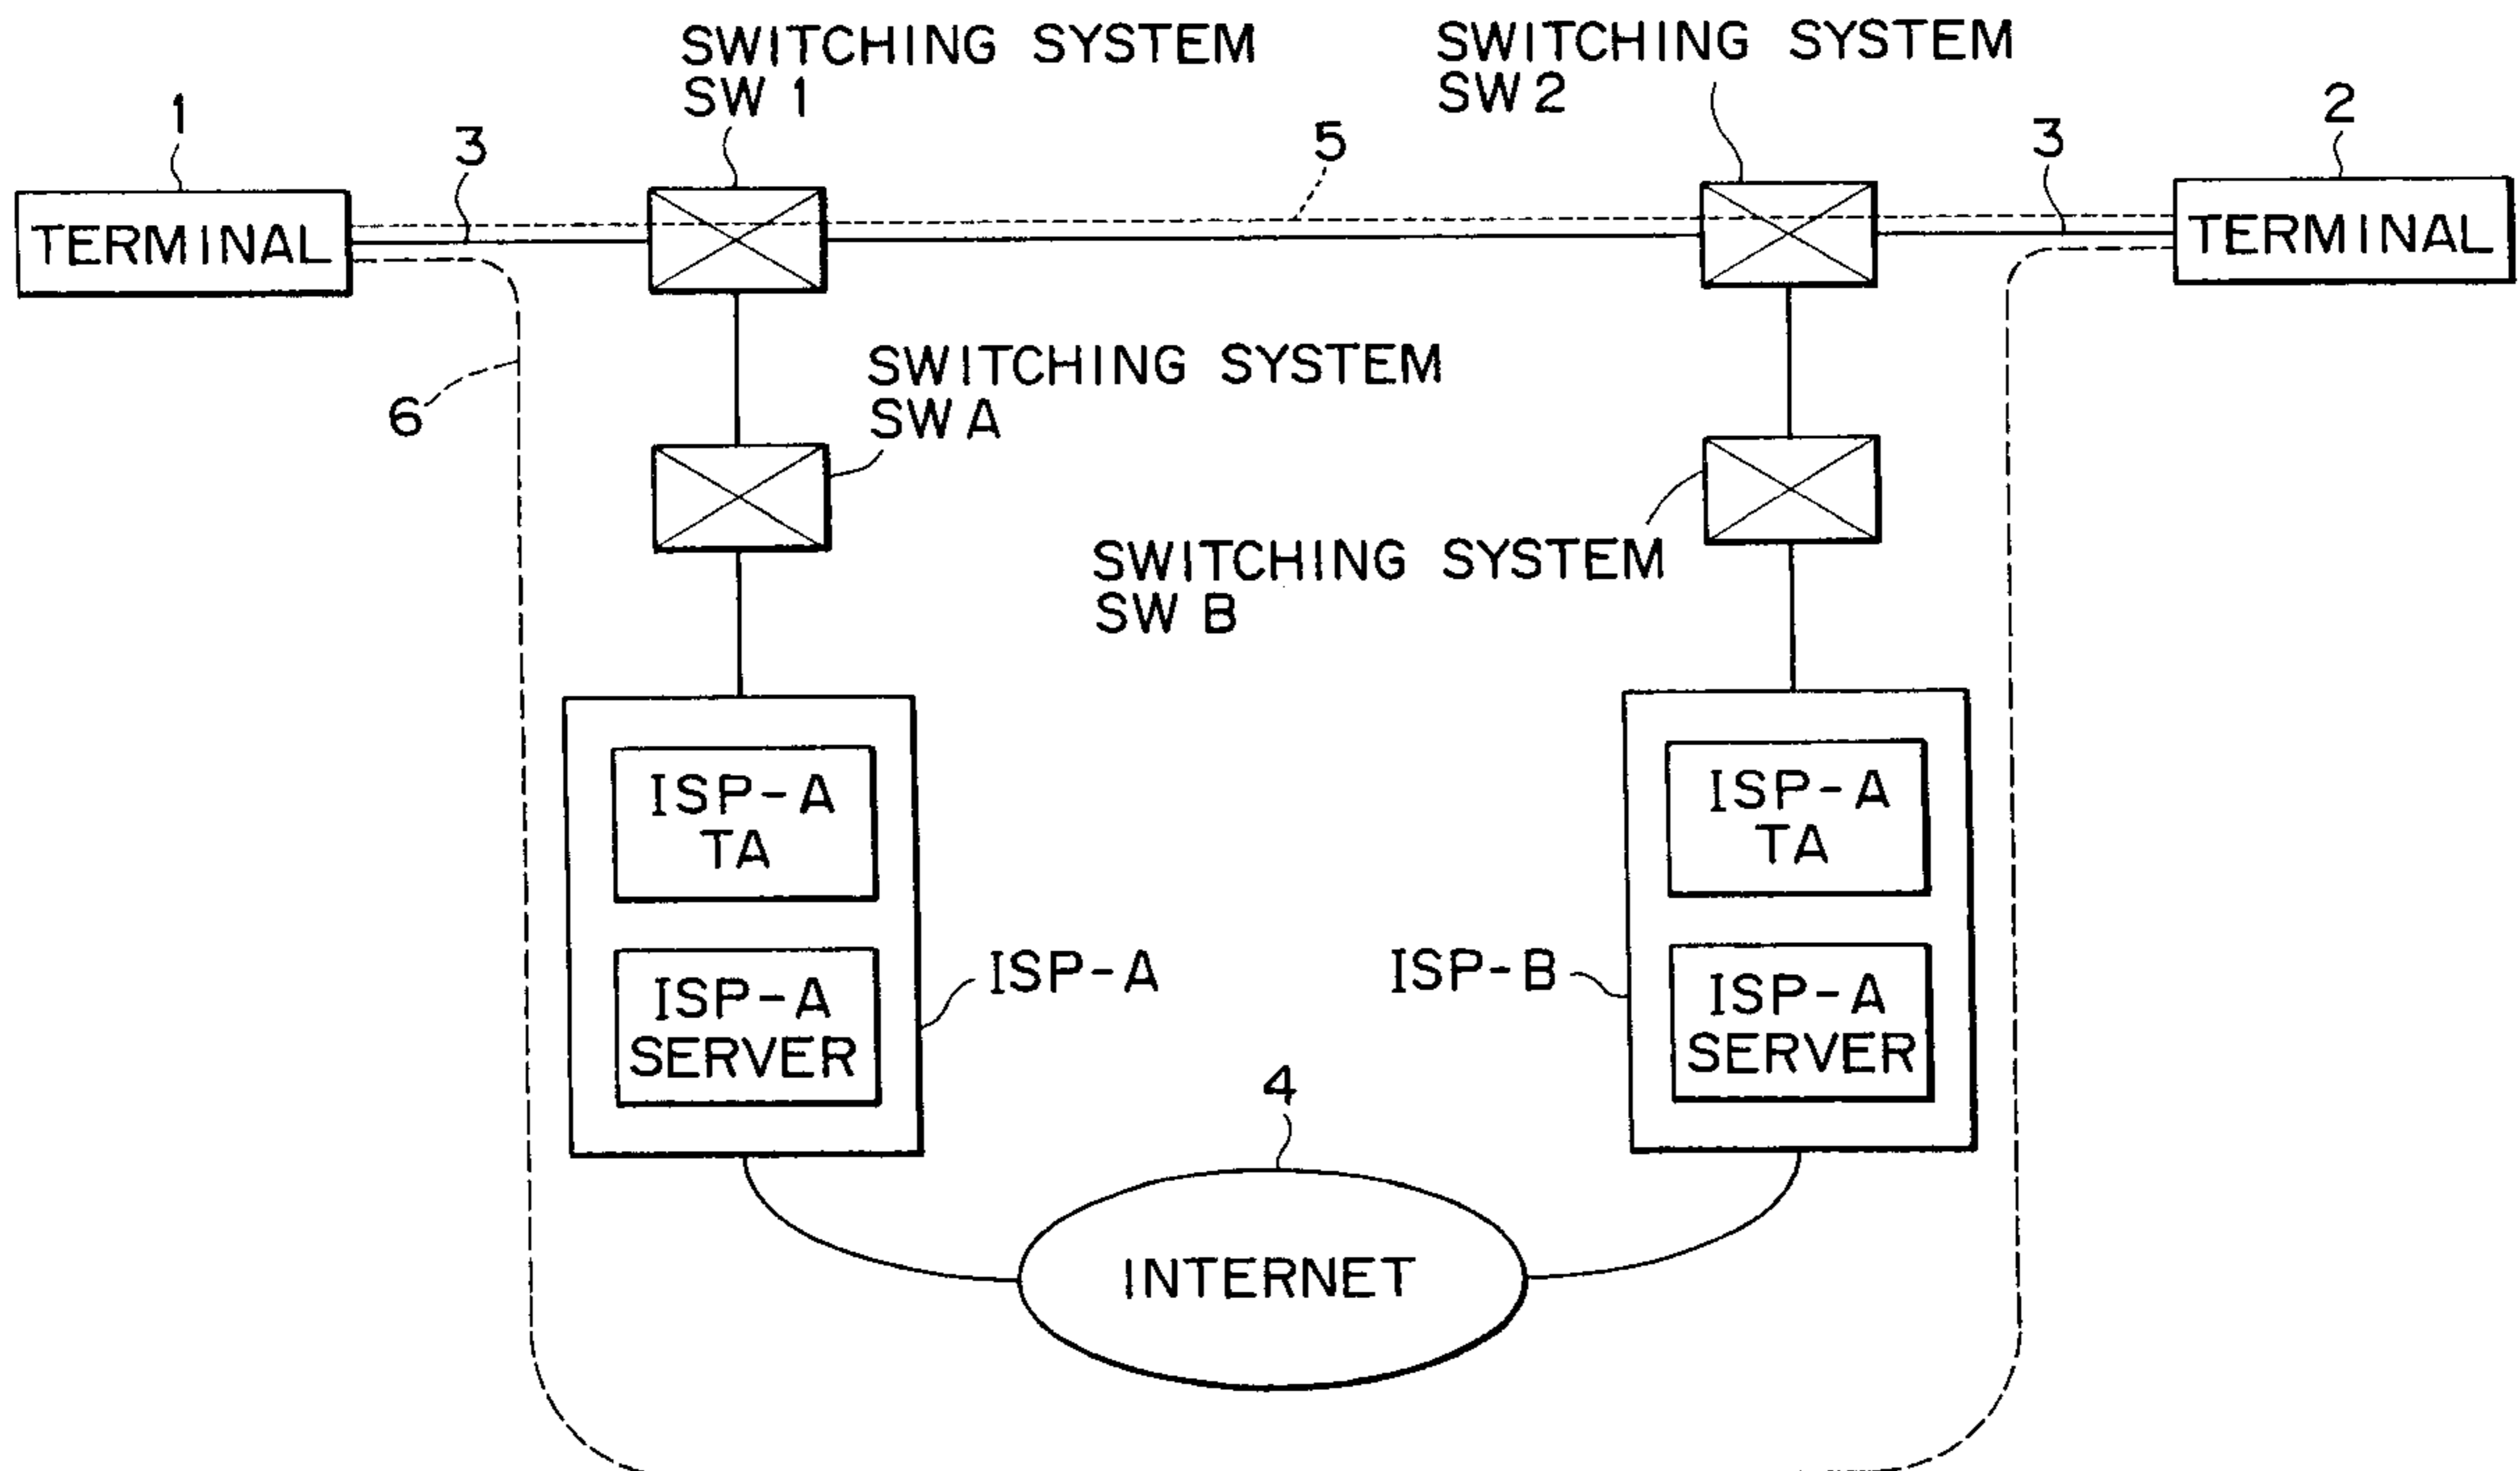 SWITCHING SYSTEM
SW 1
SWITCHING SYSTEM
SW 2
1
3
5
3
2
TERMINAL
TERMINAL
6
SWITCHING SYSTEM
SW A
SWITCHING SYSTEM
SW B
ISP-A
TA
ISP-A
TA
ISP-A
SERVER
ISP-A
ISP-B
ISP-A
SERVER
4
INTERNET